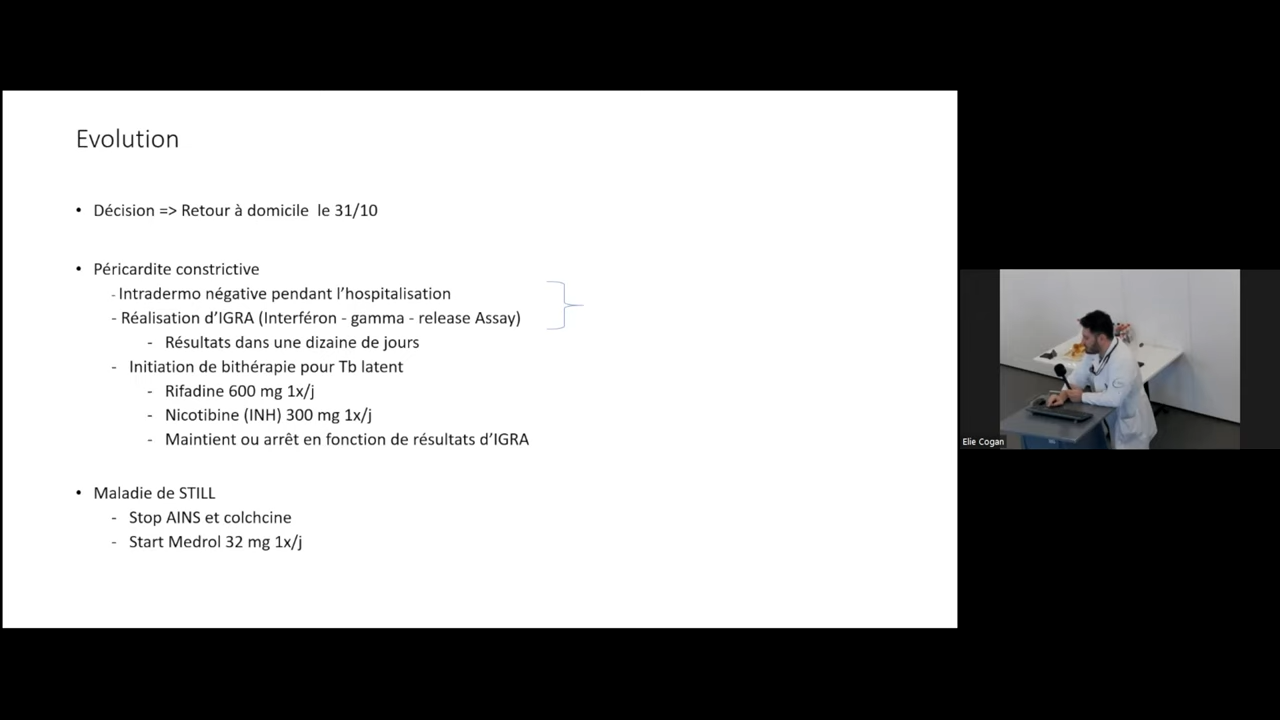 Evolution
• Décision => Retour à domicile le 31/10
• Péricardite constrictive
- Intradermo négative pendant l’hospitalisation
- Réalisation d’IGRA (Interféron - gamma - release Assay)
- Résultats dans une dizaine de jours
- Initiation de bithérapie pour Tb latent
- Rifadine 600 mg 1x/j
- Nicotibine (INH) 300 mg 1x/j
- Maintient ou arrêt en fonction de résultats d’IGRA
• Maladie de STILL
- Stop AINS et colchcine
- Start Medrol 32 mg 1x/j
Elie Cogan